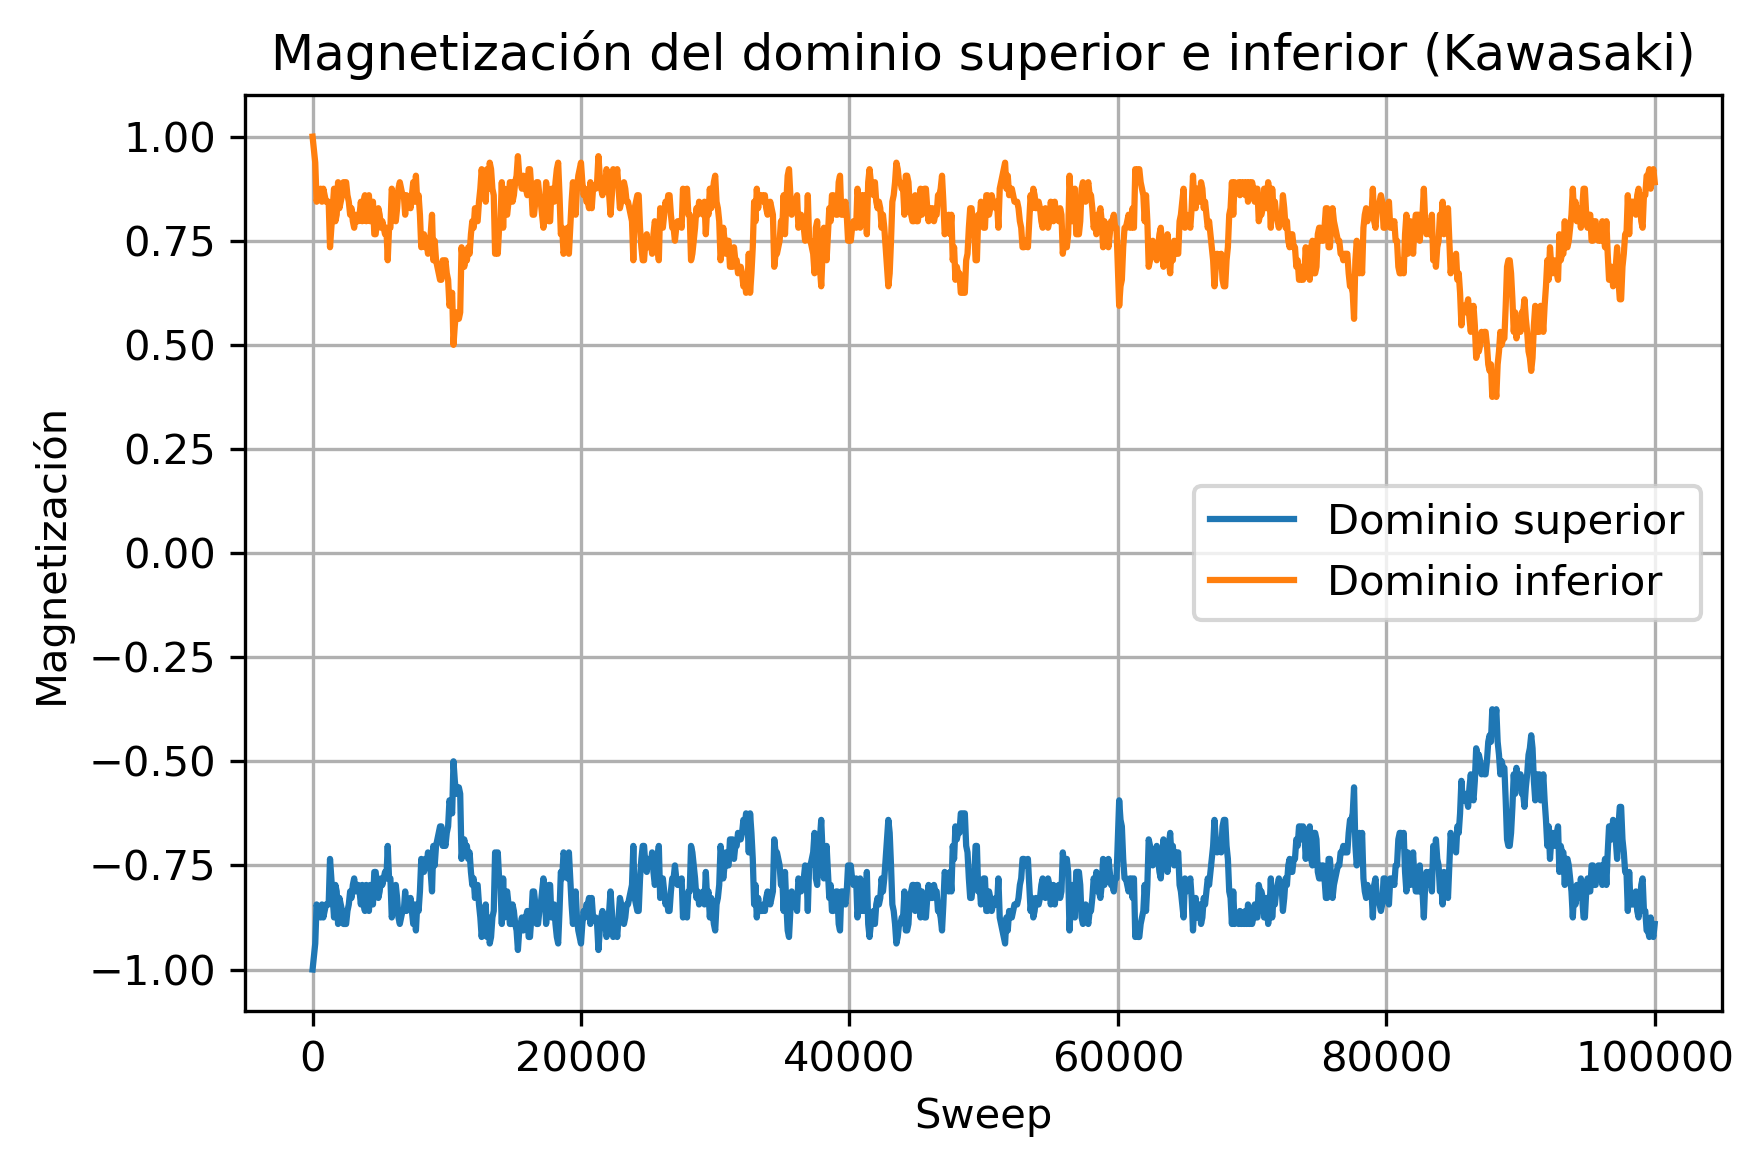 Magnetización del dominio superior e inferior (Kawasaki)
1.00
0.75
0.50
0.25
0.00
−0.25
−0.50
−0.75
−1.00
Magnetización
Dominio superior
Dominio inferior
0 20000 40000 60000 80000 100000
Sweep